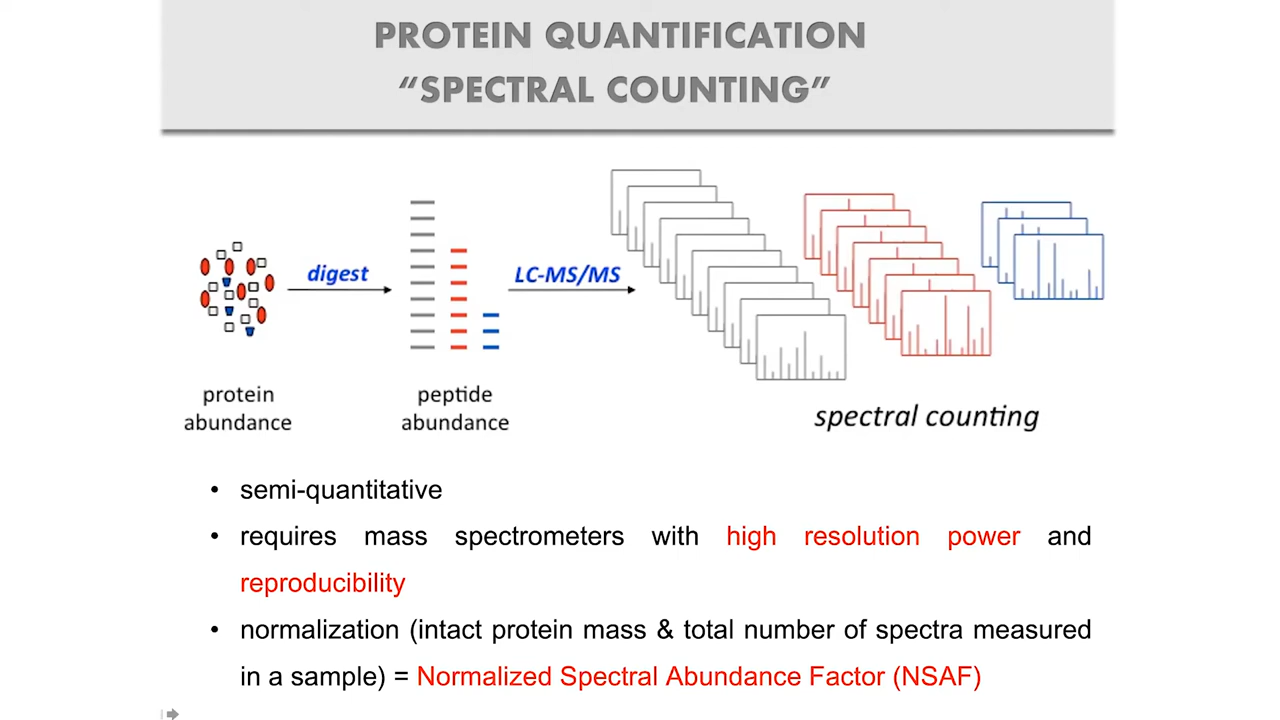 PROTEIN QUANTIFICATION
“SPECTRAL COUNTING”
digest
LC-MS/MS
protein
abundance
peptide
abundance
spectral counting
• semi-quantitative
• requires mass spectrometers with high resolution power and
reproducibility
• normalization (intact protein mass & total number of spectra measured
in a sample) = Normalized Spectral Abundance Factor (NSAF)